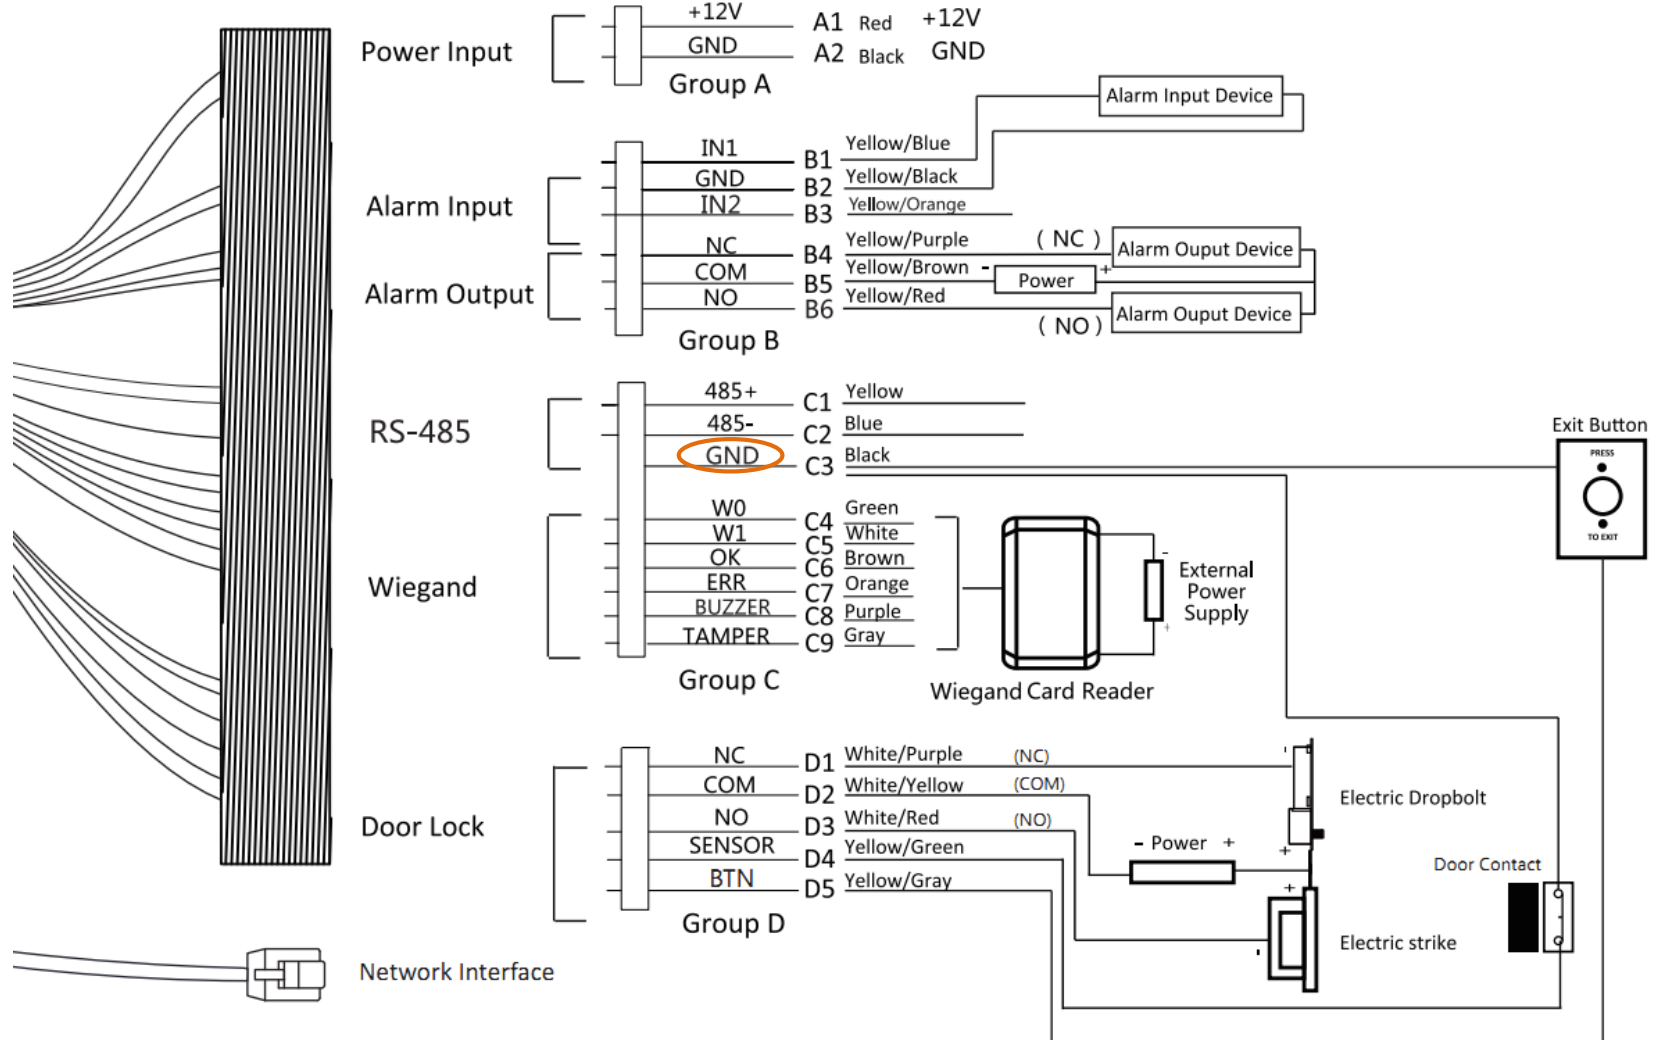 Power Input
+12V A1 Red +12V
GND A2 Black GND
Group A
Alarm Input Device
Alarm Input
IN1 B1 Yellow/Blue
GND B2 Yellow/Black
IN2 B3 Yellow/Orange
Alarm Output
NC B4 Yellow/Purple ( NC ) Alarm Ouput Device
COM B5 Yellow/Brown - Power +
NO B6 Yellow/Red ( NO ) Alarm Ouput Device
Group B
RS-485
485+ C1 Yellow
485- C2 Blue
GND C3 Black
Exit Button
PRESS
TO EXIT
Wiegand
W0 C4 Green
W1 C5 White
OK C6 Brown
ERR C7 Orange
BUZZER C8 Purple
TAMPER C9 Gray
Group C
-
External
Power
Supply
+
Wiegand Card Reader
Door Lock
NC D1 White/Purple (NC)
COM D2 White/Yellow (COM)
NO D3 White/Red (NO)
SENSOR D4 Yellow/Green
BTN D5 Yellow/Gray
Group D
- Power +
-
Electric Dropbolt
+
+
Electric strike
-
Door Contact
Network Interface